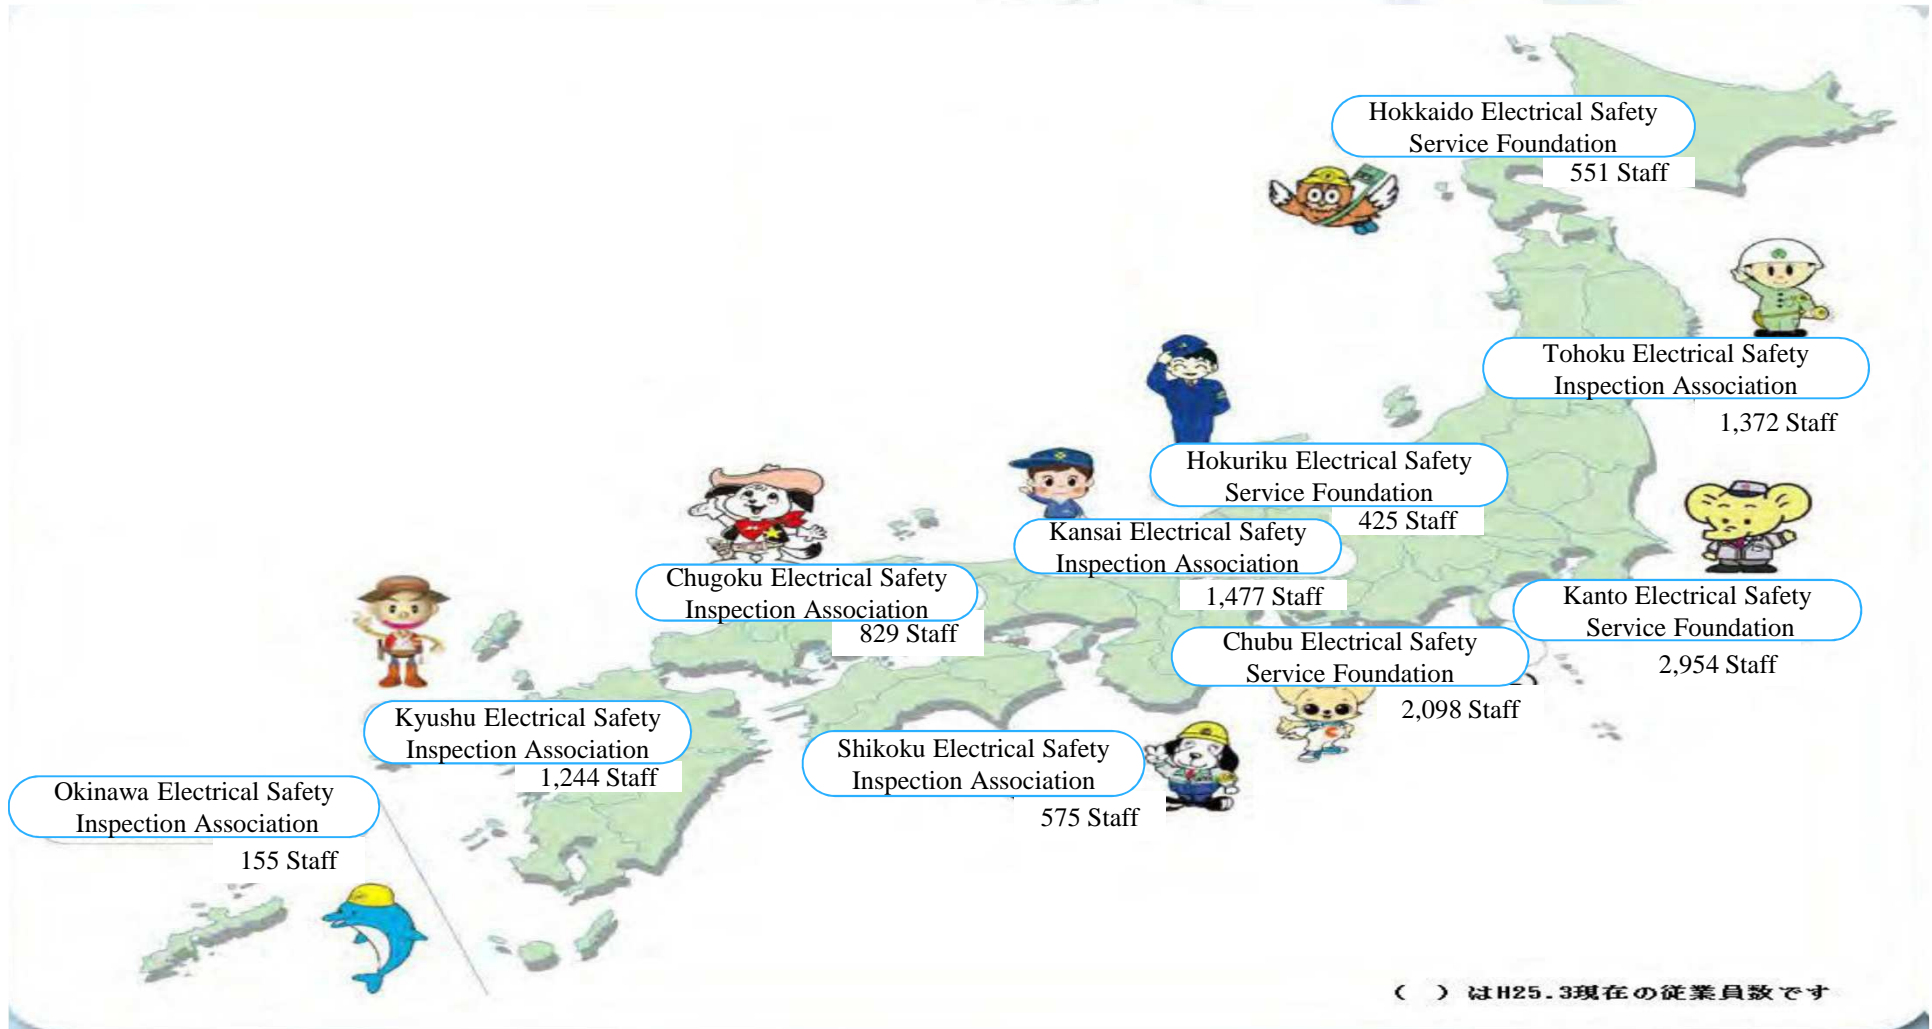 Hokkaido Electrical Safety
Service Foundation
551 Staff
Tohoku Electrical Safety
Inspection Association
1,372 Staff
Hokuriku Electrical Safety
Service Foundation
425 Staff
Kansai Electrical Safety
Inspection Association
1,477 Staff
Chugoku Electrical Safety
Inspection Association
829 Staff
Kanto Electrical Safety
Service Foundation
2,954 Staff
Chubu Electrical Safety
Service Foundation
2,098 Staff
Kyushu Electrical Safety
Inspection Association
1,244 Staff
Shikoku Electrical Safety
Inspection Association
575 Staff
Okinawa Electrical Safety
Inspection Association
155 Staff
( ) はH25.3現在の従業員数です